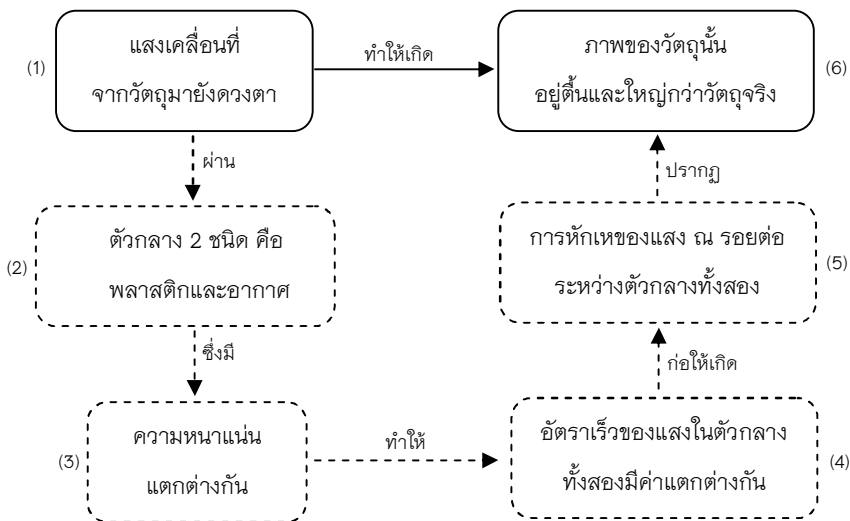 (1)
แสงเคลื่อนที่
จากวัตถุมายังดวงตา
ทำให้เกิด
ภาพของวัตถุนั้น
อยู่ตื้นและใหญ่กว่าวัตถุจริง
(6)
ผ่าน
ปรากฏ
(2)
ตัวกลาง 2 ชนิด คือ
พลาสติกและอากาศ
การหักเหของแสง ณ รอยต่อ
ระหว่างตัวกลางทั้งสอง
(5)
ซึ่งมี
ก่อให้เกิด
(3)
ความหนาแน่น
แตกต่างกัน
ทำให้
อัตราเร็วของแสงในตัวกลาง
ทั้งสองมีค่าแตกต่างกัน
(4)